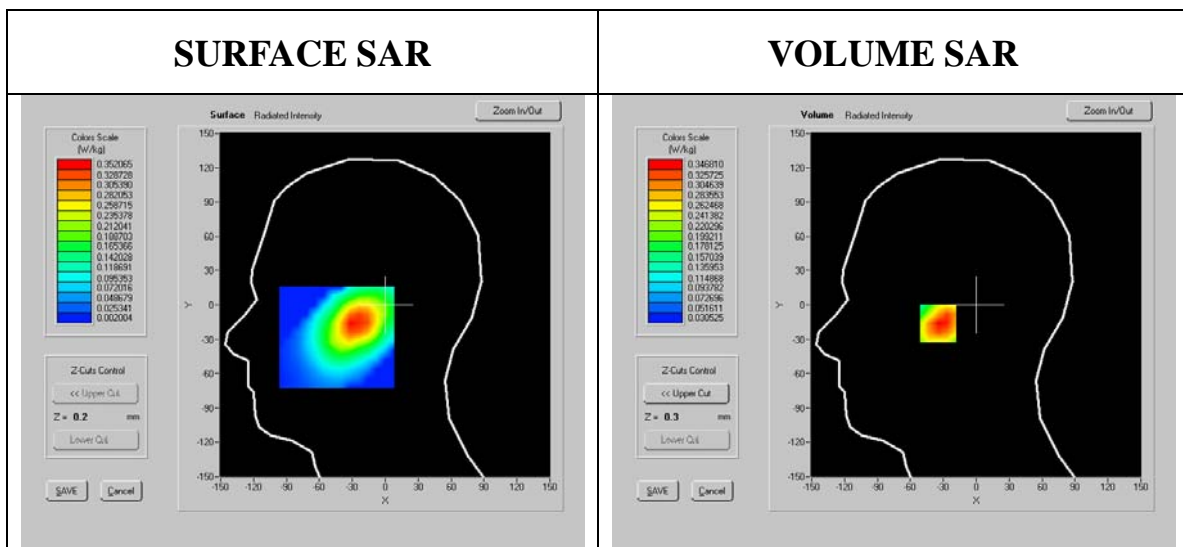 SURFACE SAR
VOLUME SAR
Surface Radiated Intensity
Zoom In/Out
Colors Scale
(W/kg)
0.352065
0.328728
0.305390
0.282053
0.258715
0.235378
0.212041
0.188703
0.165366
0.142028
0.118691
0.095353
0.072016
0.048679
0.025341
0.002004
Z-Cuts Control
<< Upper Cut
Z = 0.2 mm
Lower Cut
SAVE Cancel
150
120
90
60
30
0
-30
-60
-90
-120
-150
Y
-150 -120 -90 -60 -30 0 30 60 90 120 150
X
Volume Radiated Intensity
Zoom In/Out
Colors Scale
(W/kg)
0.346810
0.325725
0.304639
0.283553
0.262468
0.241382
0.220296
0.199211
0.178125
0.157039
0.135953
0.114868
0.093782
0.072696
0.051611
0.030525
Z-Cuts Control
<< Upper Cut
Z = 0.3 mm
Lower Cut
SAVE Cancel
150
120
90
60
30
0
-30
-60
-90
-120
-150
Y
-150 -120 -90 -60 -30 0 30 60 90 120 150
X